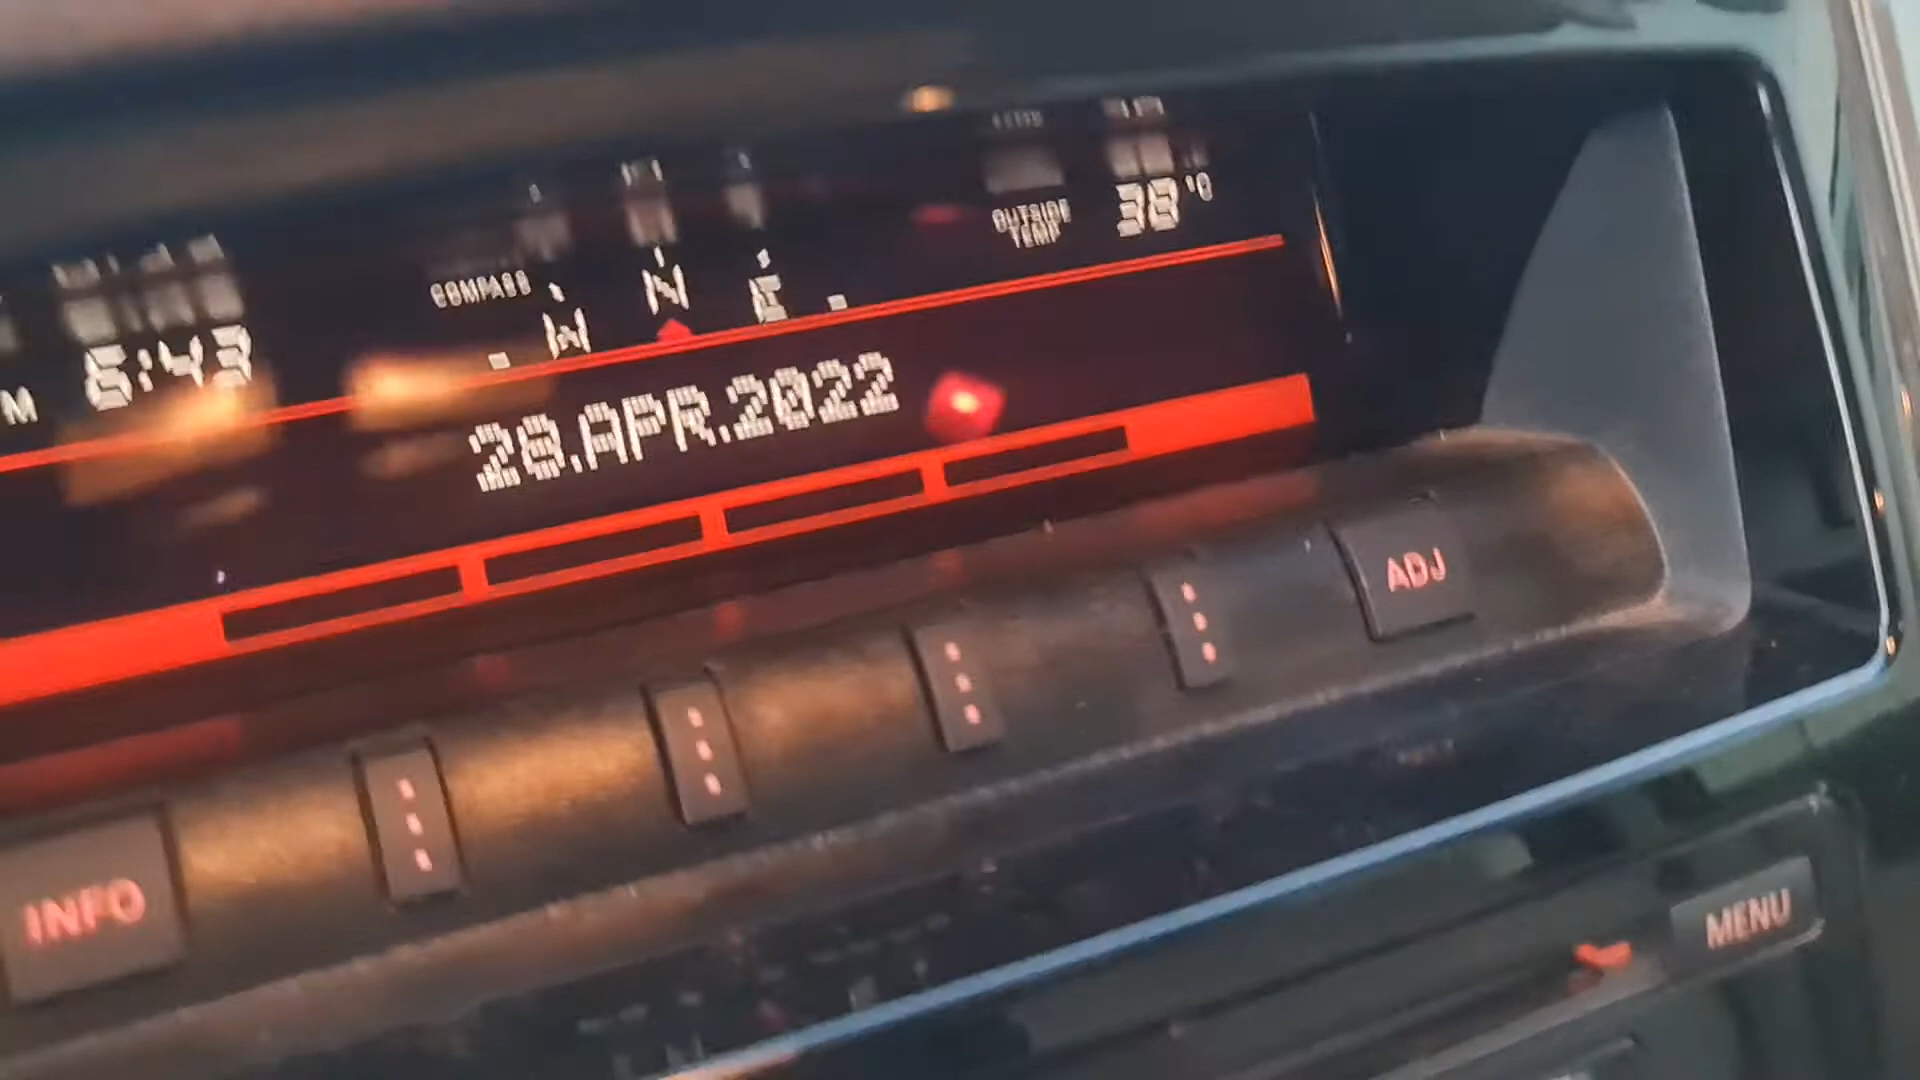 M 6:43
COMPASS
W N E
OUTSIDE
TEMP
38°C
28.APR.2022
INFO
ADJ
MENU